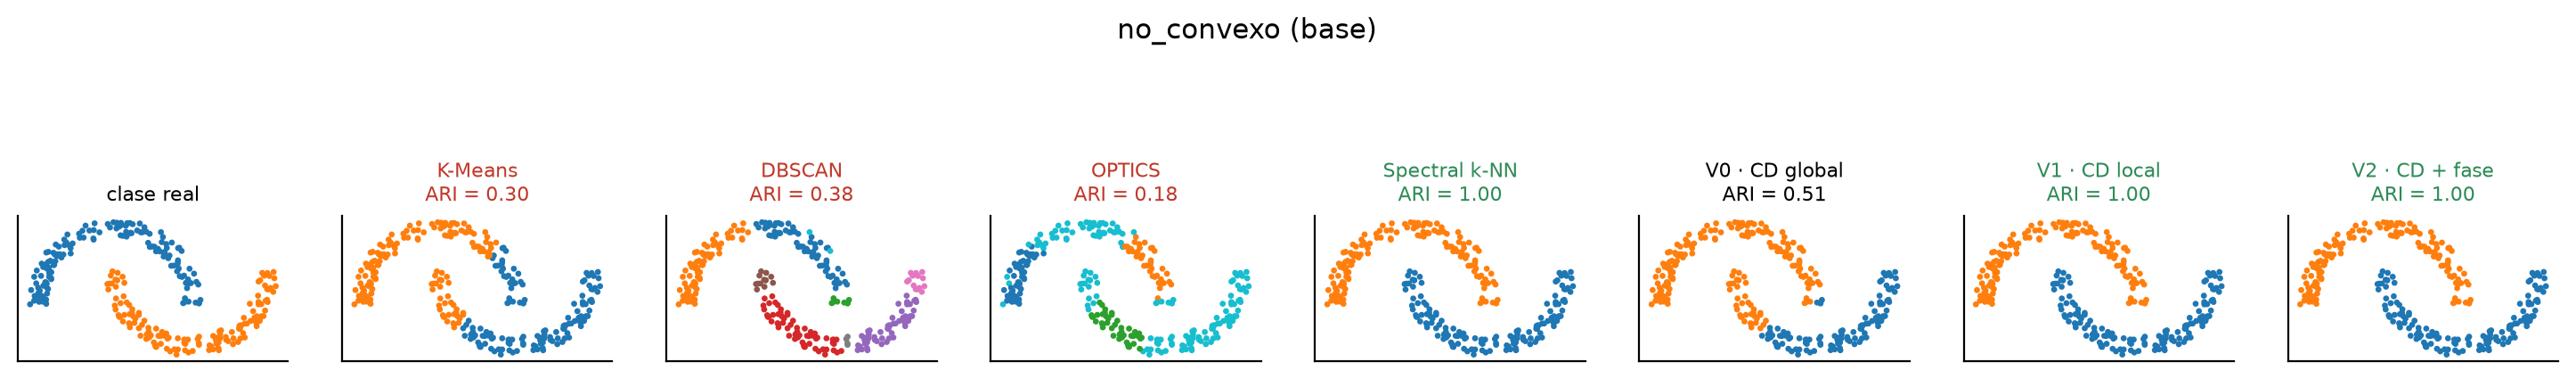 no_convexo (base)
clase real
K-Means
ARI = 0.30
DBSCAN
ARI = 0.38
OPTICS
ARI = 0.18
Spectral k-NN
ARI = 1.00
V0 · CD global
ARI = 0.51
V1 · CD local
ARI = 1.00
V2 · CD + fase
ARI = 1.00